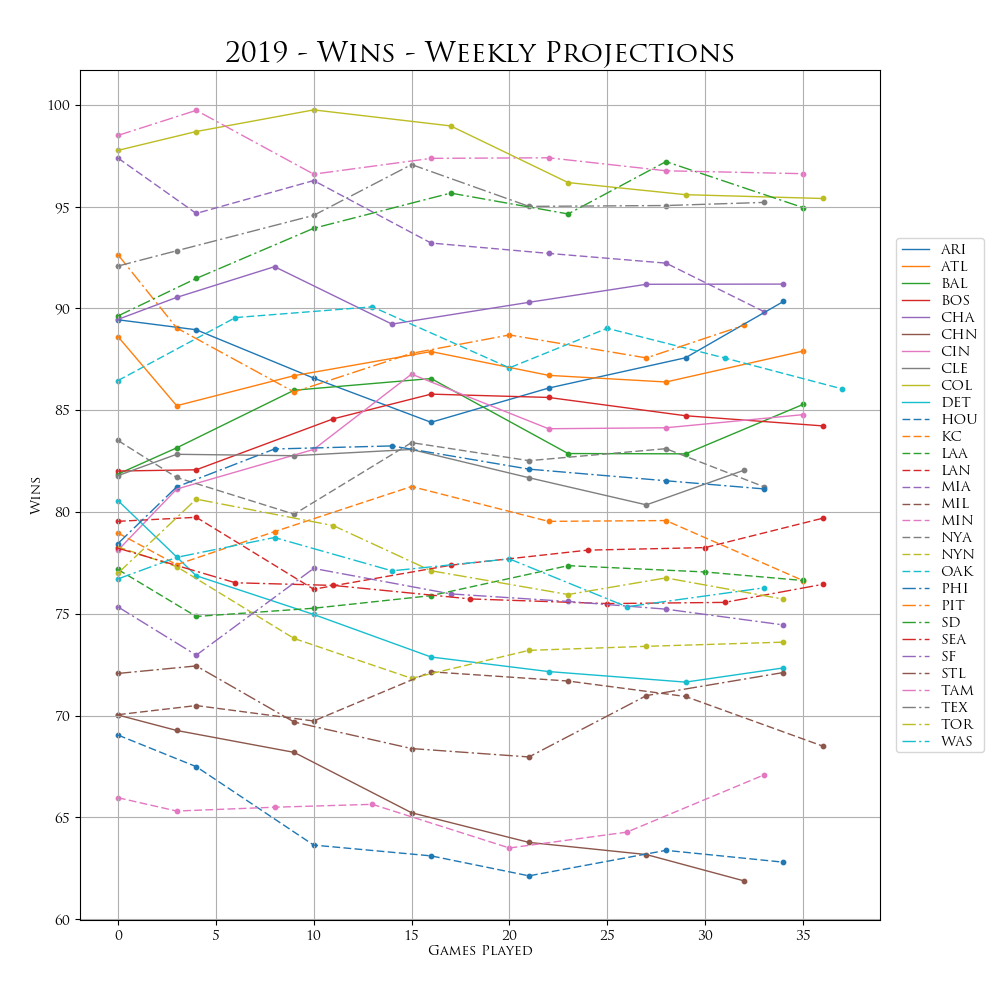 2019 - Wins - Weekly Projections
100
95
90
85
80
75
70
65
60
Wins
0 5 10 15 20 25 30 35
Games Played
ARI
ATL
BAL
BOS
CHA
CHN
CIN
CLE
COL
DET
HOU
KC
LAA
LAN
MIA
MIL
MIN
NYA
NYN
OAK
PHI
PIT
SD
SEA
SF
STL
TAM
TEX
TOR
WAS